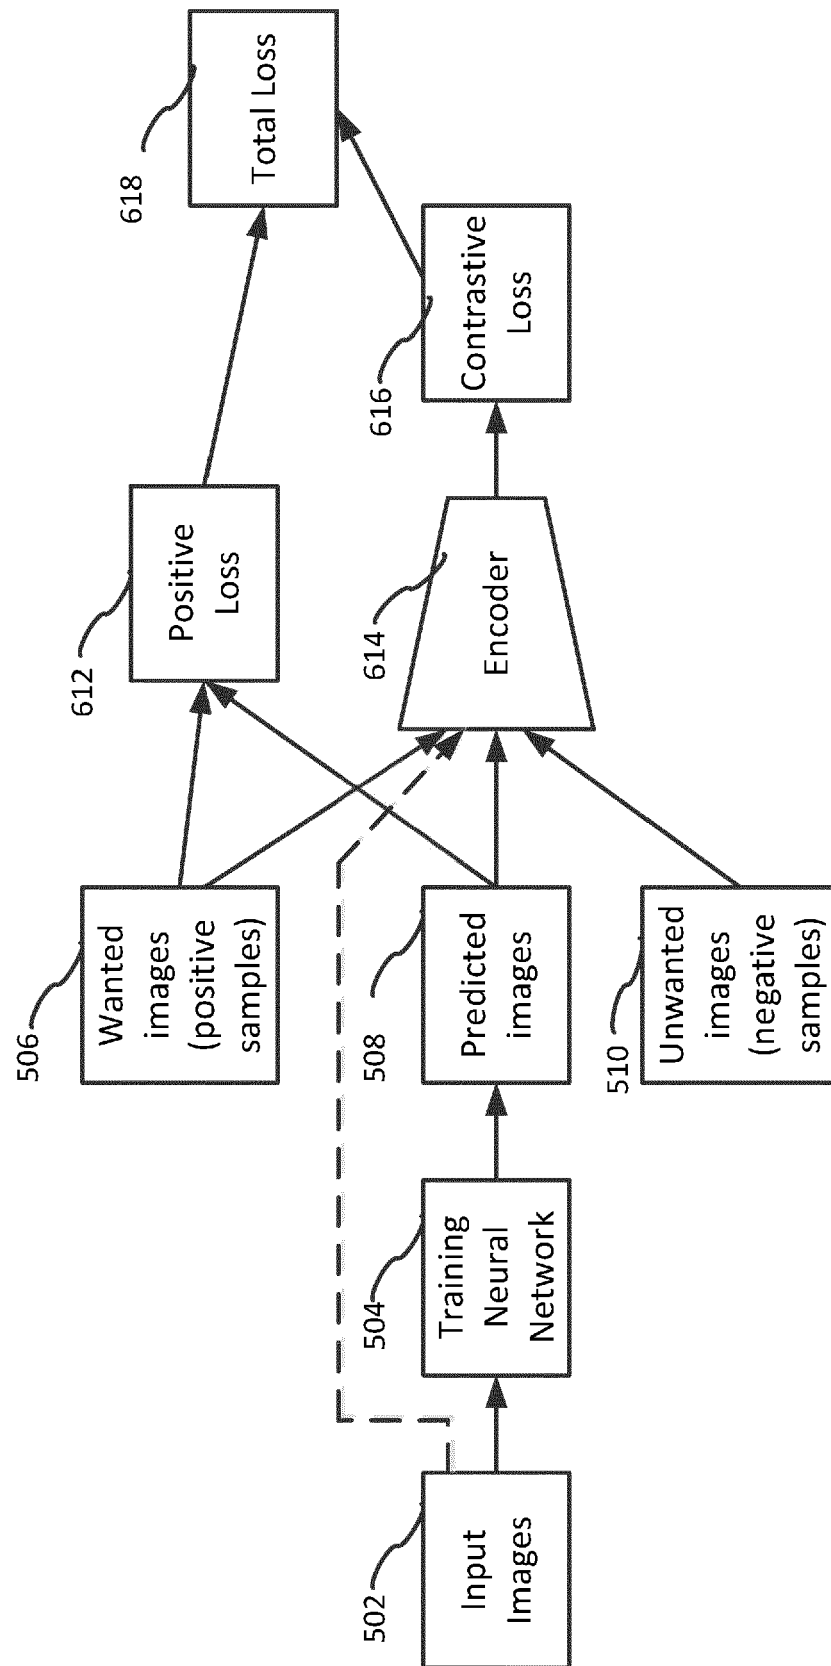 502
Input
Images
504
Training
Neural
Network
506
Wanted
images
(positive
samples)
508
Predicted
images
510
Unwanted
images
(negative
samples)
612
Positive
Loss
614
Encoder
616
Contrastive
Loss
618
Total Loss